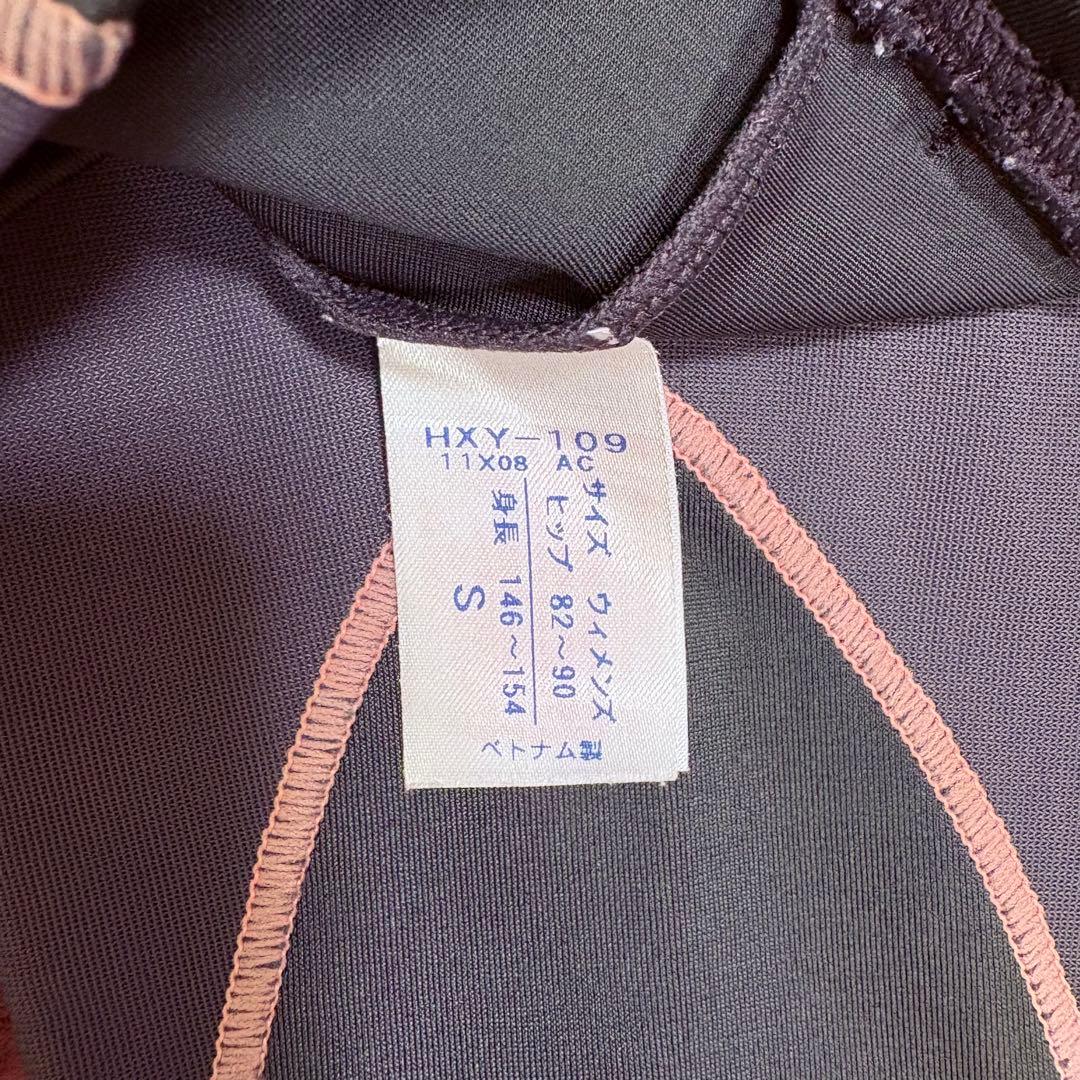 HXY-109
11X08 AC
サイズ ウィメンズ
ヒップ 82~90
身長 146~154
S
ベトナム製